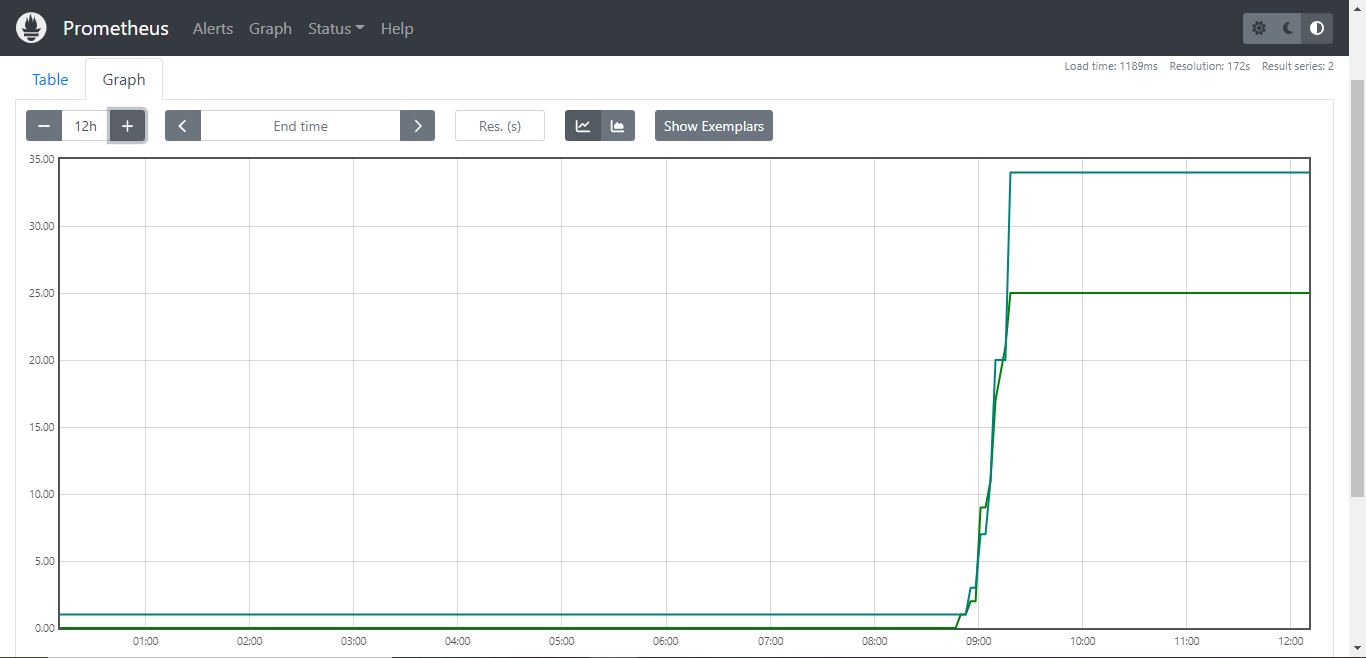 Prometheus Alerts Graph Status Help
Load time: 1189ms Resolution: 172s Result series: 2
Table Graph
12h End time Res. (s) Show Exemplars
35.00
30.00
25.00
20.00
15.00
10.00
5.00
0.00
01:00 02:00 03:00 04:00 05:00 06:00 07:00 08:00 09:00 10:00 11:00 12:00